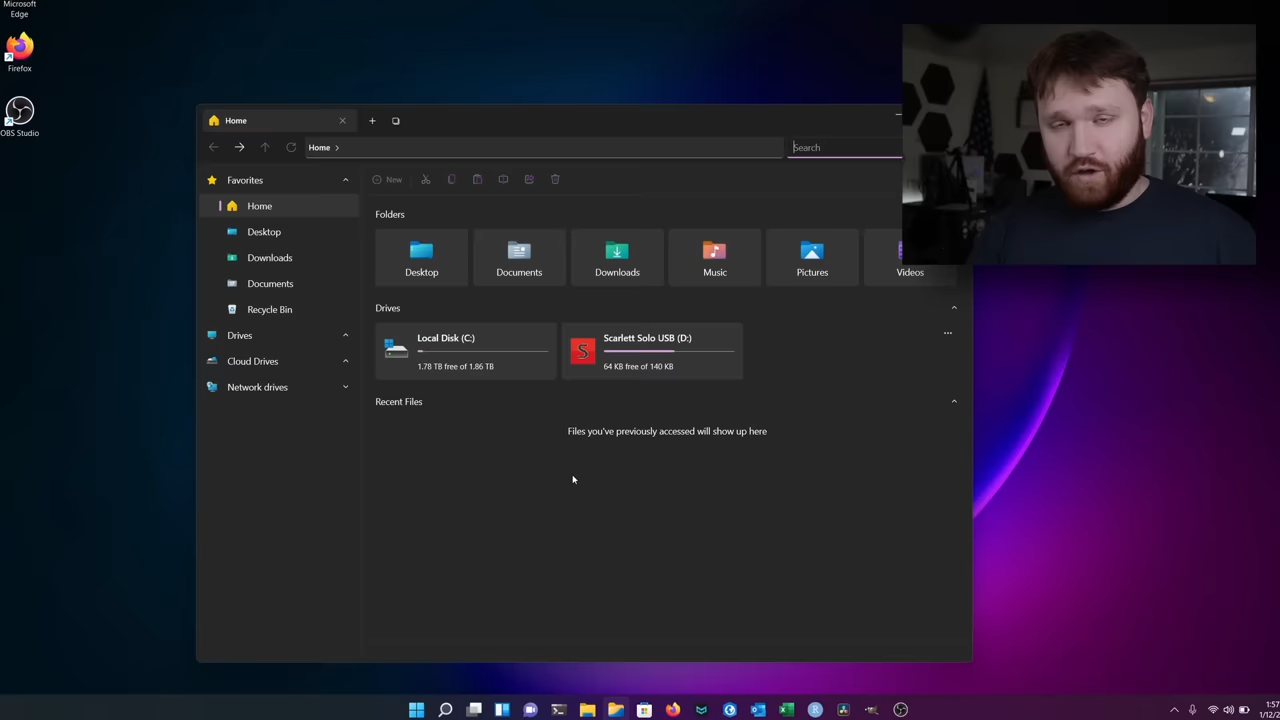 Microsoft
Edge
Firefox
OBS Studio
Home
Home
Search
Favorites
Home
Desktop
Downloads
Documents
Recycle Bin
Drives
Cloud Drives
Network drives
New
Folders
Desktop
Documents
Downloads
Music
Pictures
Videos
Drives
Local Disk (C:)
1.78 TB free of 1.86 TB
Scarlett Solo USB (D:)
64 KB free of 140 KB
Recent Files
Files you've previously accessed will show up here